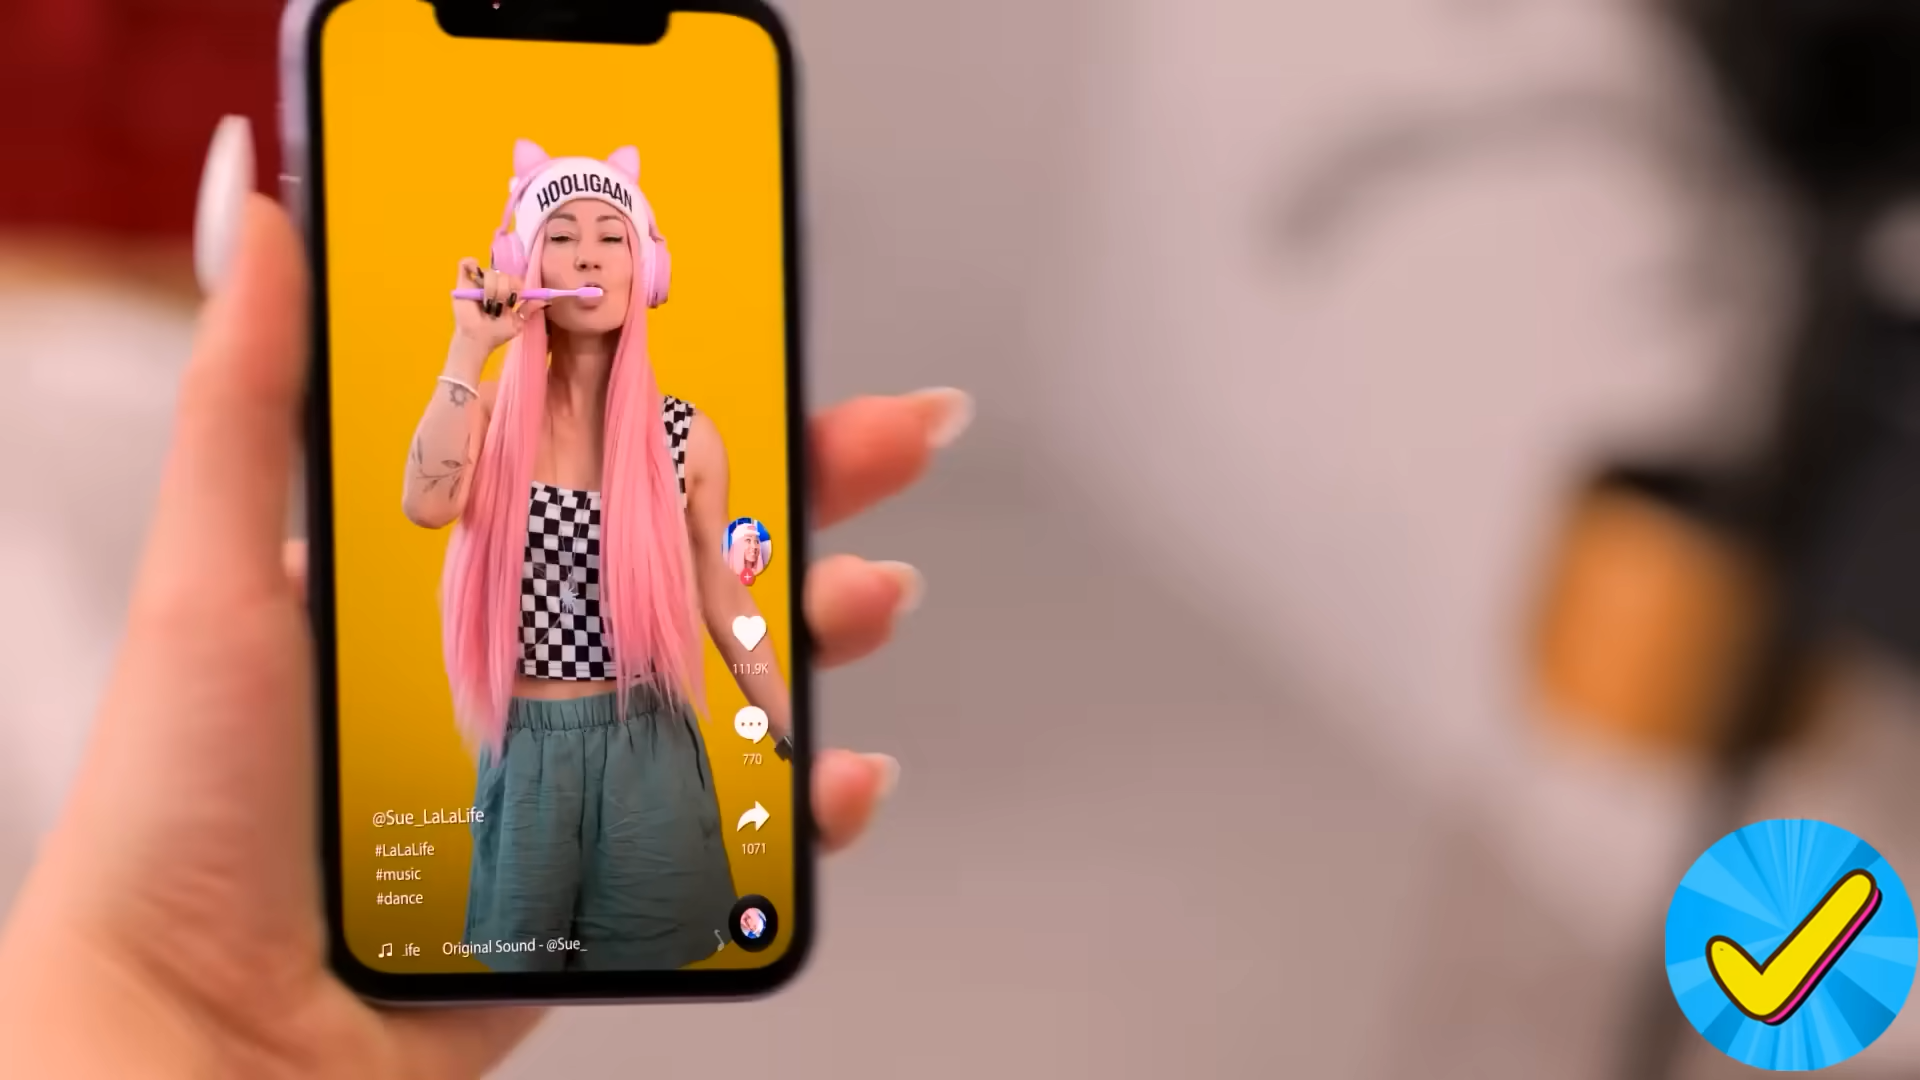 HOOLIGAAN
111.9K
770
1071
@Sue_LaLaLife
#LaLaLife
#music
#dance
.ife Original Sound - @Sue_